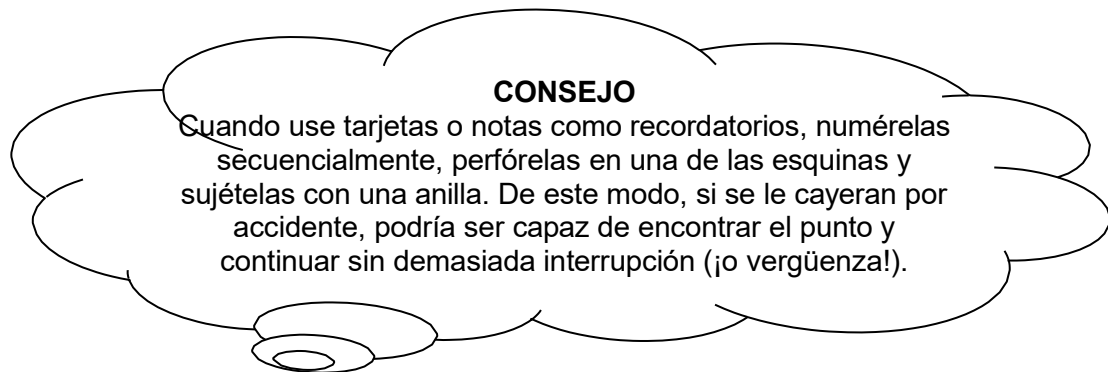 CONSEJO
Cuando use tarjetas o notas como recordatorios, numérelas
secuencialmente, perfórelas en una de las esquinas y
sujételas con una anilla. De este modo, si se le cayeran por
accidente, podría ser capaz de encontrar el punto y
continuar sin demasiada interrupción (¡o vergüenza!).